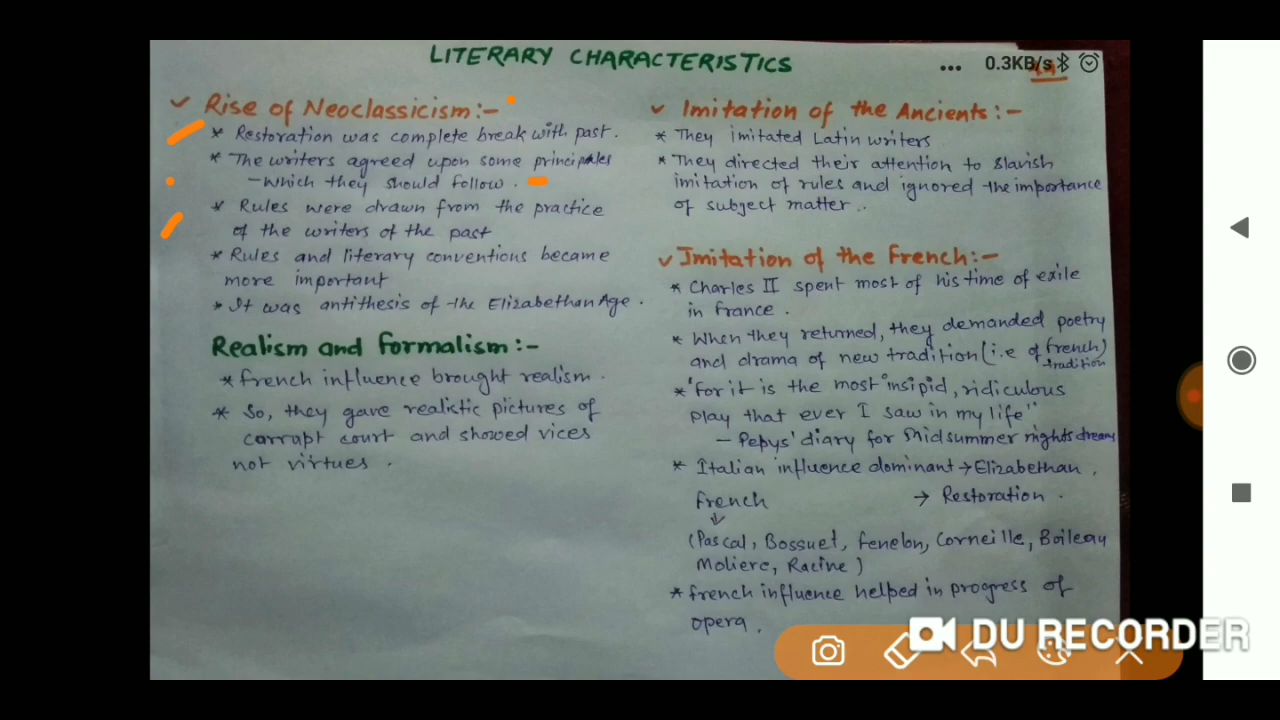 LITERARY CHARACTERISTICS
... 0.3KB/s
✓ Rise of Neoclassicism:-
* Restoration was complete break with past.
* The writers agreed upon some principales
- which they should follow.
* Rules were drawn from the practice
of the writers of the past
* Rules and literary conventions became
more important
* It was antithesis of the Elizabethan Age.
Realism and formalism:-
* french influence brought realism.
* So, they gave realistic pictures of
corrupt court and showed vices
not virtues.
✓ Imitation of the Ancients:-
* They imitated Latin writers
* They directed their attention to slavish
imitation of rules and ignored the importance
of subject matter..
✓ Imitation of the French:-
* Charles II spent most of his time of exile
in france.
* When they returned, they demanded poetry
and drama of new tradition (i.e of french)
tradition
* "for it is the most "insipid, ridiculous
play that ever I saw in my life"
- Pepys' diary for Midsummer nights dream
* Italian influence dominant → Elizabethan.
french → Restoration.
↓
(Pascal, Bossuet, fenelon, Corneille, Boileau
Moliere, Racine)
* french influence helped in progress of
opera.
DU RECORDER